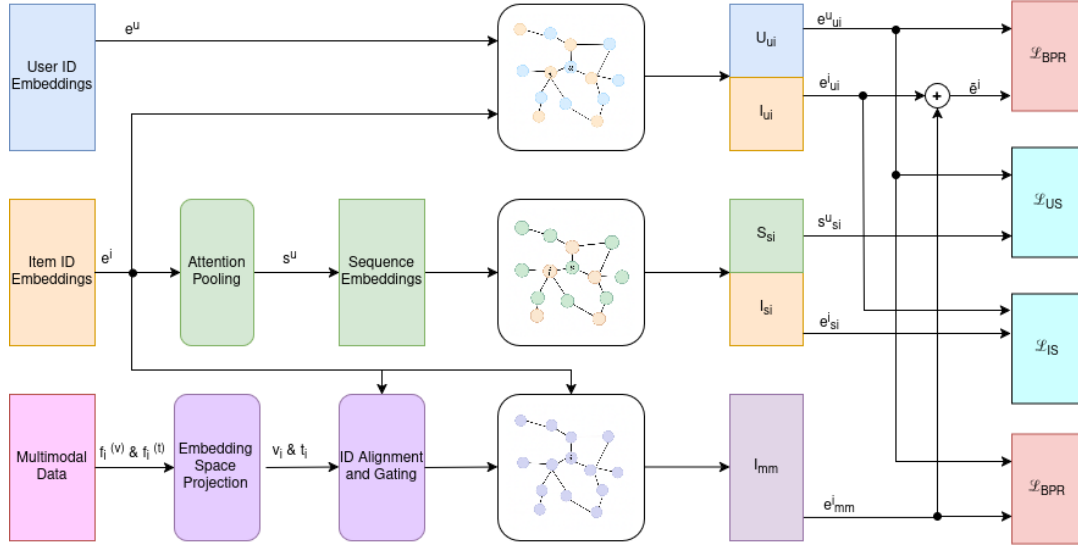 User ID
Embeddings
e^u
U_ui
I_ui
e^u_ui
e^i_ui
+
ē^i
ℒ_BPR
ℒ_US
Item ID
Embeddings
e^i
Attention
Pooling
s^u
Sequence
Embeddings
S_si
I_si
s^u_si
e^i_si
ℒ_IS
Multimodal
Data
f_i^(v) & f_i^(t)
Embedding
Space
Projection
v_i & t_i
ID Alignment
and Gating
I_mm
e^i_mm
ℒ_BPR